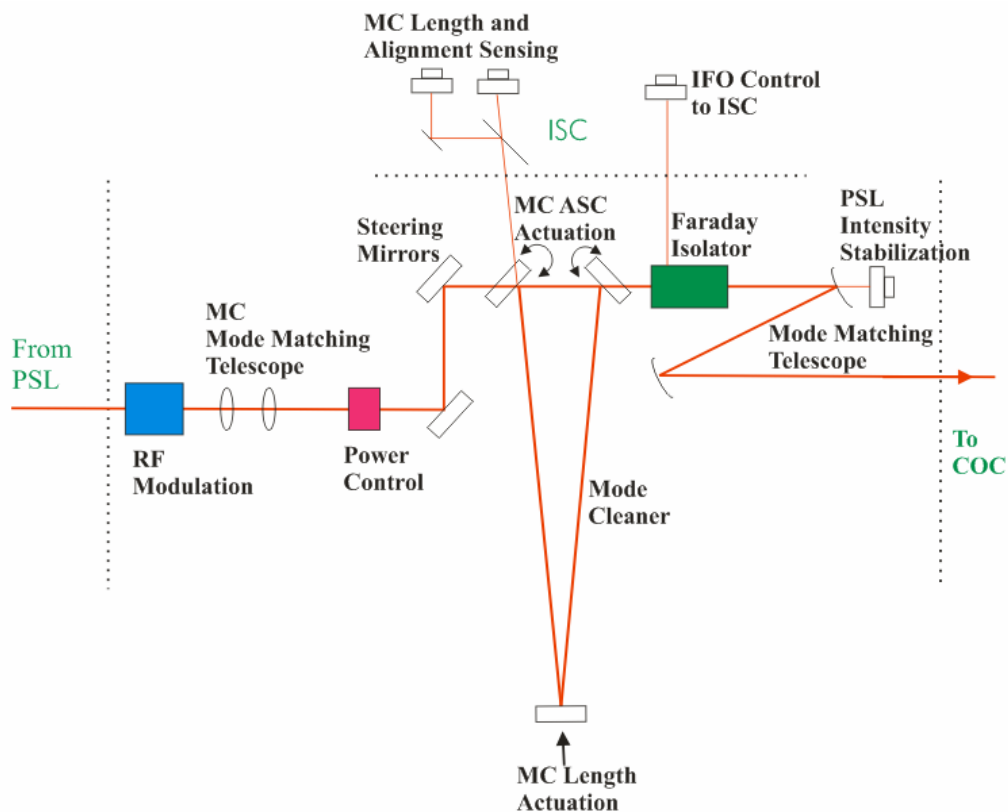 MC Length and
Alignment Sensing
IFO Control
to ISC
ISC
MC ASC
Actuation
Steering
Mirrors
Faraday
Isolator
PSL
Intensity
Stabilization
MC
Mode Matching
Telescope
Mode Matching
Telescope
From
PSL
RF
Modulation
Power
Control
Mode
Cleaner
To
COC
MC Length
Actuation